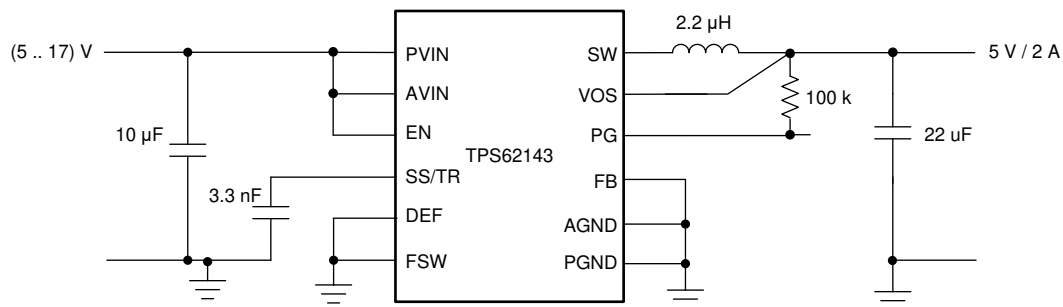 2.2 µH
(5 .. 17) V
PVIN
SW
5 V / 2 A
AVIN
VOS
100 k
10 µF
EN
PG
22 uF
TPS62143
3.3 nF
SS/TR
FB
DEF
AGND
FSW
PGND